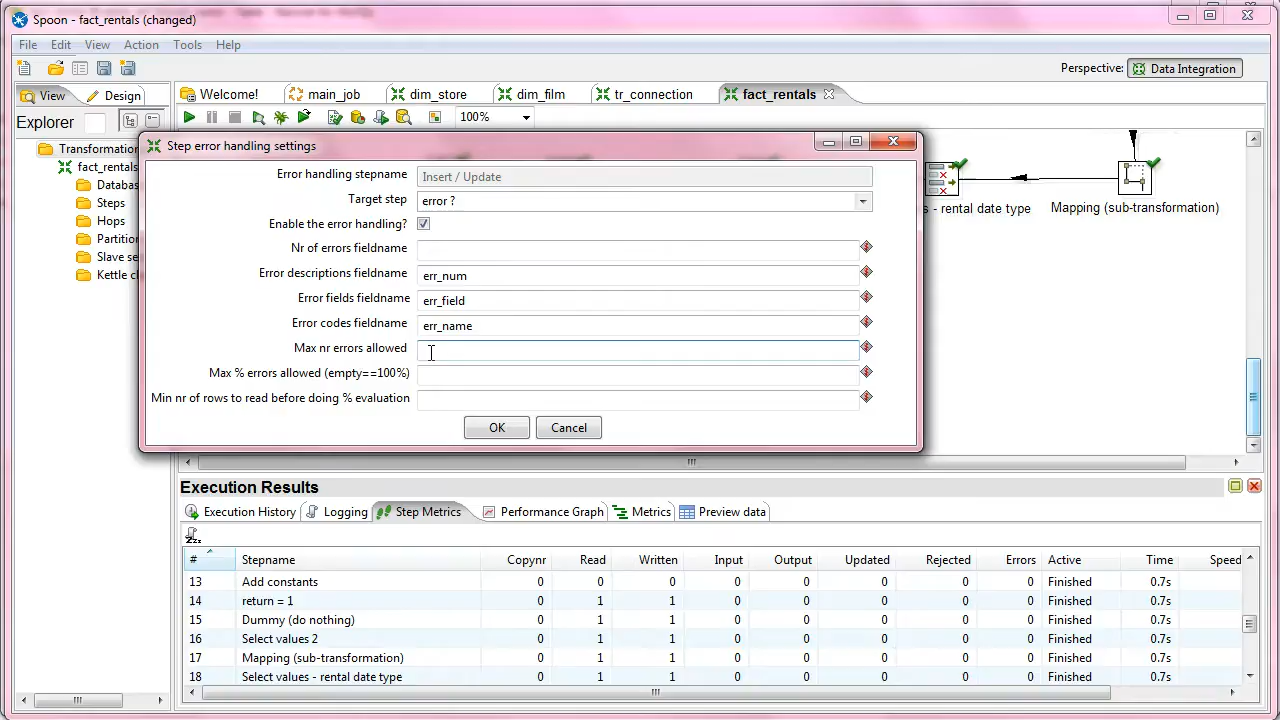 Spoon - fact_rentals (changed)
File Edit View Action Tools Help
Perspective: Data Integration
View Design
Welcome! main_job dim_store dim_film tr_connection fact_rentals
Explorer
100%
Transformation
fact_rentals
Databas
Steps
Hops
Partition
Slave se
Kettle cl
Step error handling settings
Error handling stepname Insert / Update
Target step error ?
Enable the error handling?
Nr of errors fieldname
Error descriptions fieldname err_num
Error fields fieldname err_field
Error codes fieldname err_name
Max nr errors allowed
Max % errors allowed (empty==100%)
Min nr of rows to read before doing % evaluation
OK Cancel
s - rental date type Mapping (sub-transformation)
Execution Results
Execution History Logging Step Metrics Performance Graph Metrics Preview data
# Stepname Copynr Read Written Input Output Updated Rejected Errors Active Time Speed
13 Add constants 0 0 0 0 0 0 0 0 Finished 0.7s
14 return = 1 0 1 1 0 0 0 0 0 Finished 0.7s
15 Dummy (do nothing) 0 1 1 0 0 0 0 0 Finished 0.7s
16 Select values 2 0 1 1 0 0 0 0 0 Finished 0.7s
17 Mapping (sub-transformation) 0 1 1 0 0 0 0 0 Finished 0.7s
18 Select values - rental date type 0 1 1 0 0 0 0 0 Finished 0.7s